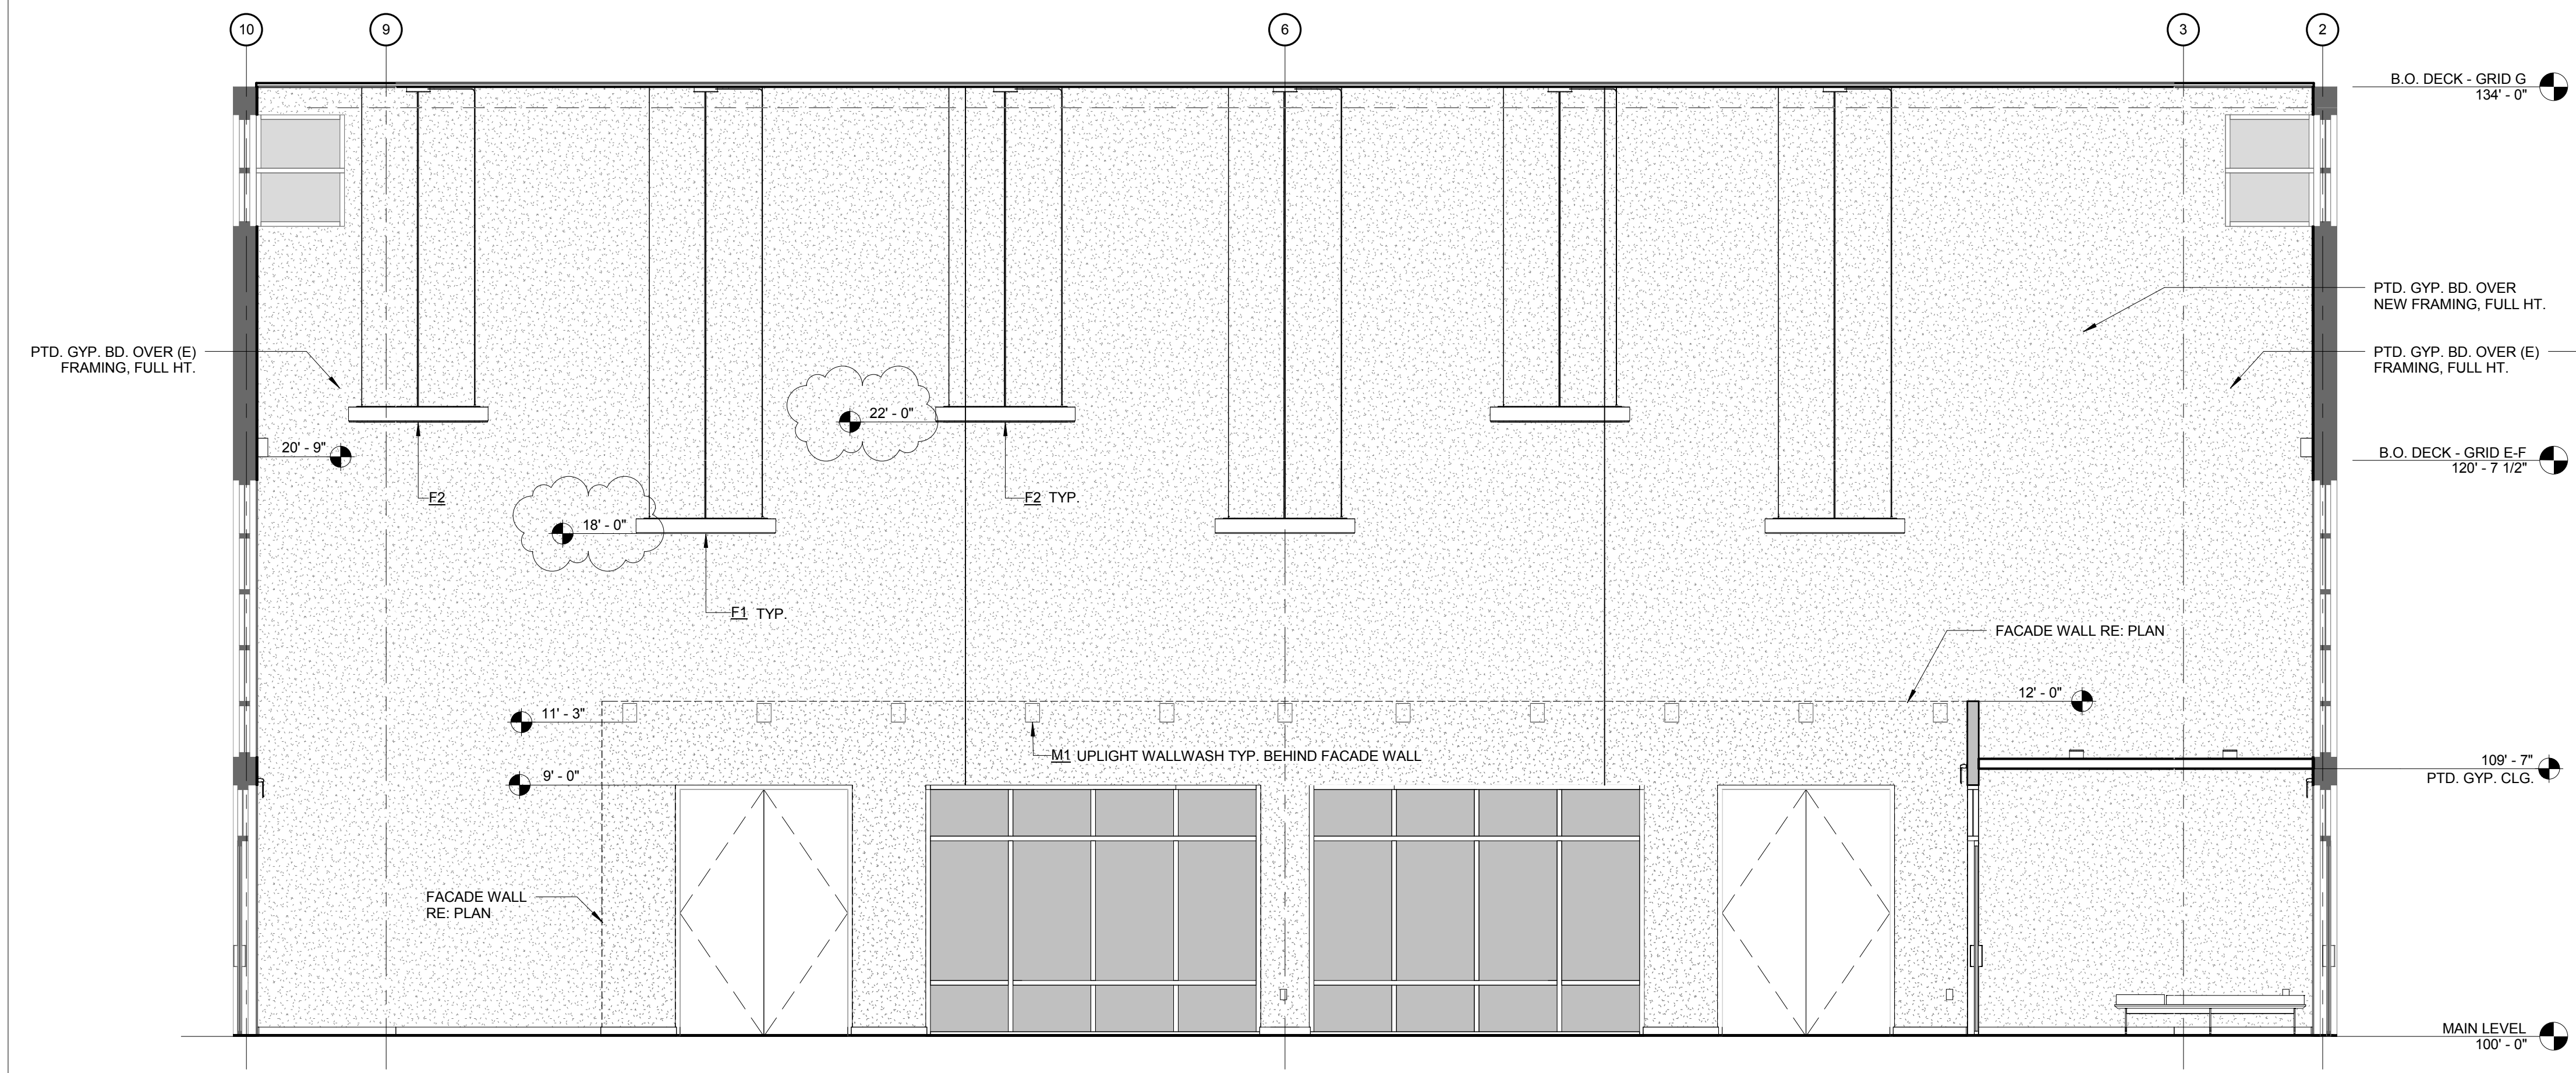 10
9
6
3
2
B.O. DECK - GRID G
134' - 0"
PTD. GYP. BD. OVER
NEW FRAMING, FULL HT.
PTD. GYP. BD. OVER (E)
FRAMING, FULL HT.
PTD. GYP. BD. OVER (E)
FRAMING, FULL HT.
22' - 0"
20' - 9"
B.O. DECK - GRID E-F
120' - 7 1/2"
F2
F2 TYP.
18' - 0"
F1 TYP.
FACADE WALL RE: PLAN
12' - 0"
11' - 3"
M1 UPLIGHT WALLWASH TYP. BEHIND FACADE WALL
109' - 7"
PTD. GYP. CLG.
9' - 0"
FACADE WALL
RE: PLAN
MAIN LEVEL
100' - 0"